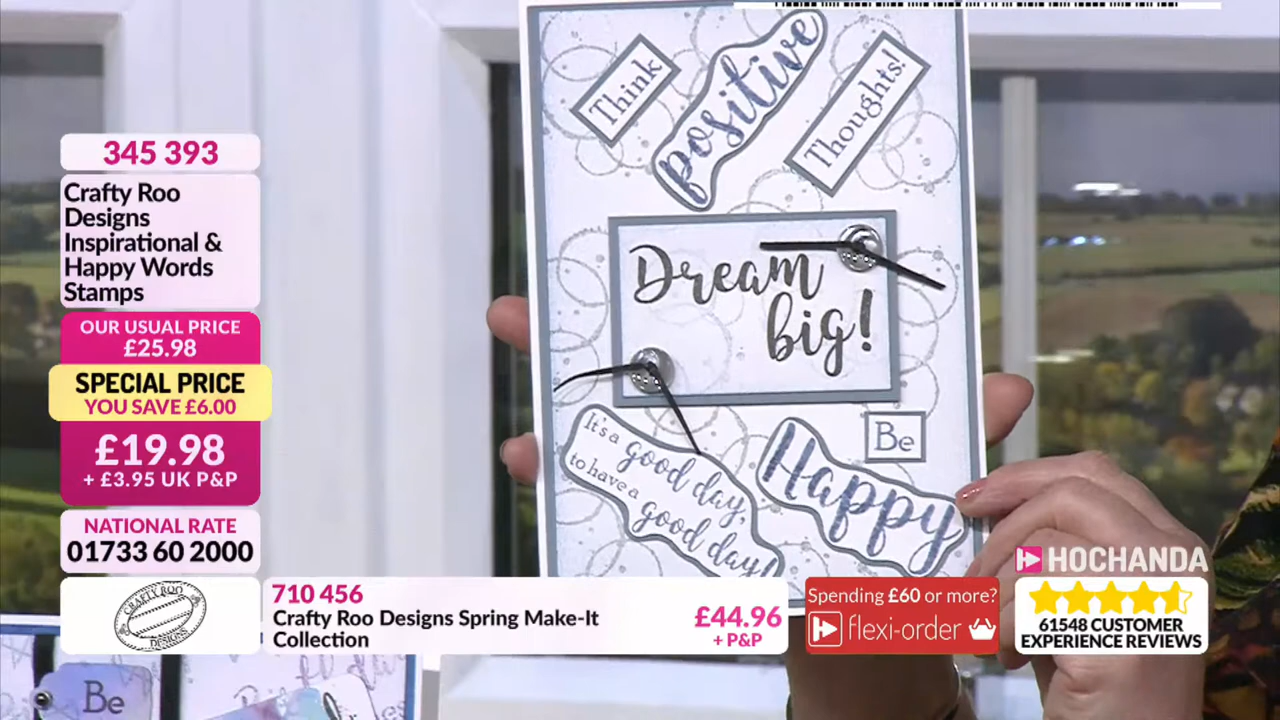 345 393
Crafty Roo
Designs
Inspirational &
Happy Words
Stamps
OUR USUAL PRICE
£25.98
SPECIAL PRICE
YOU SAVE £6.00
£19.98
+ £3.95 UK P&P
NATIONAL RATE
01733 60 2000
Think
positive
Thoughts!
Dream
big!
It's a good day,
to have a good day!
Be
Happy
HOCHANDA
61548 CUSTOMER
EXPERIENCE REVIEWS
CRAFTY ROO
DESIGNS
710 456
Crafty Roo Designs Spring Make-It
Collection
£44.96
+ P&P
Spending £60 or more?
flexi-order
Be